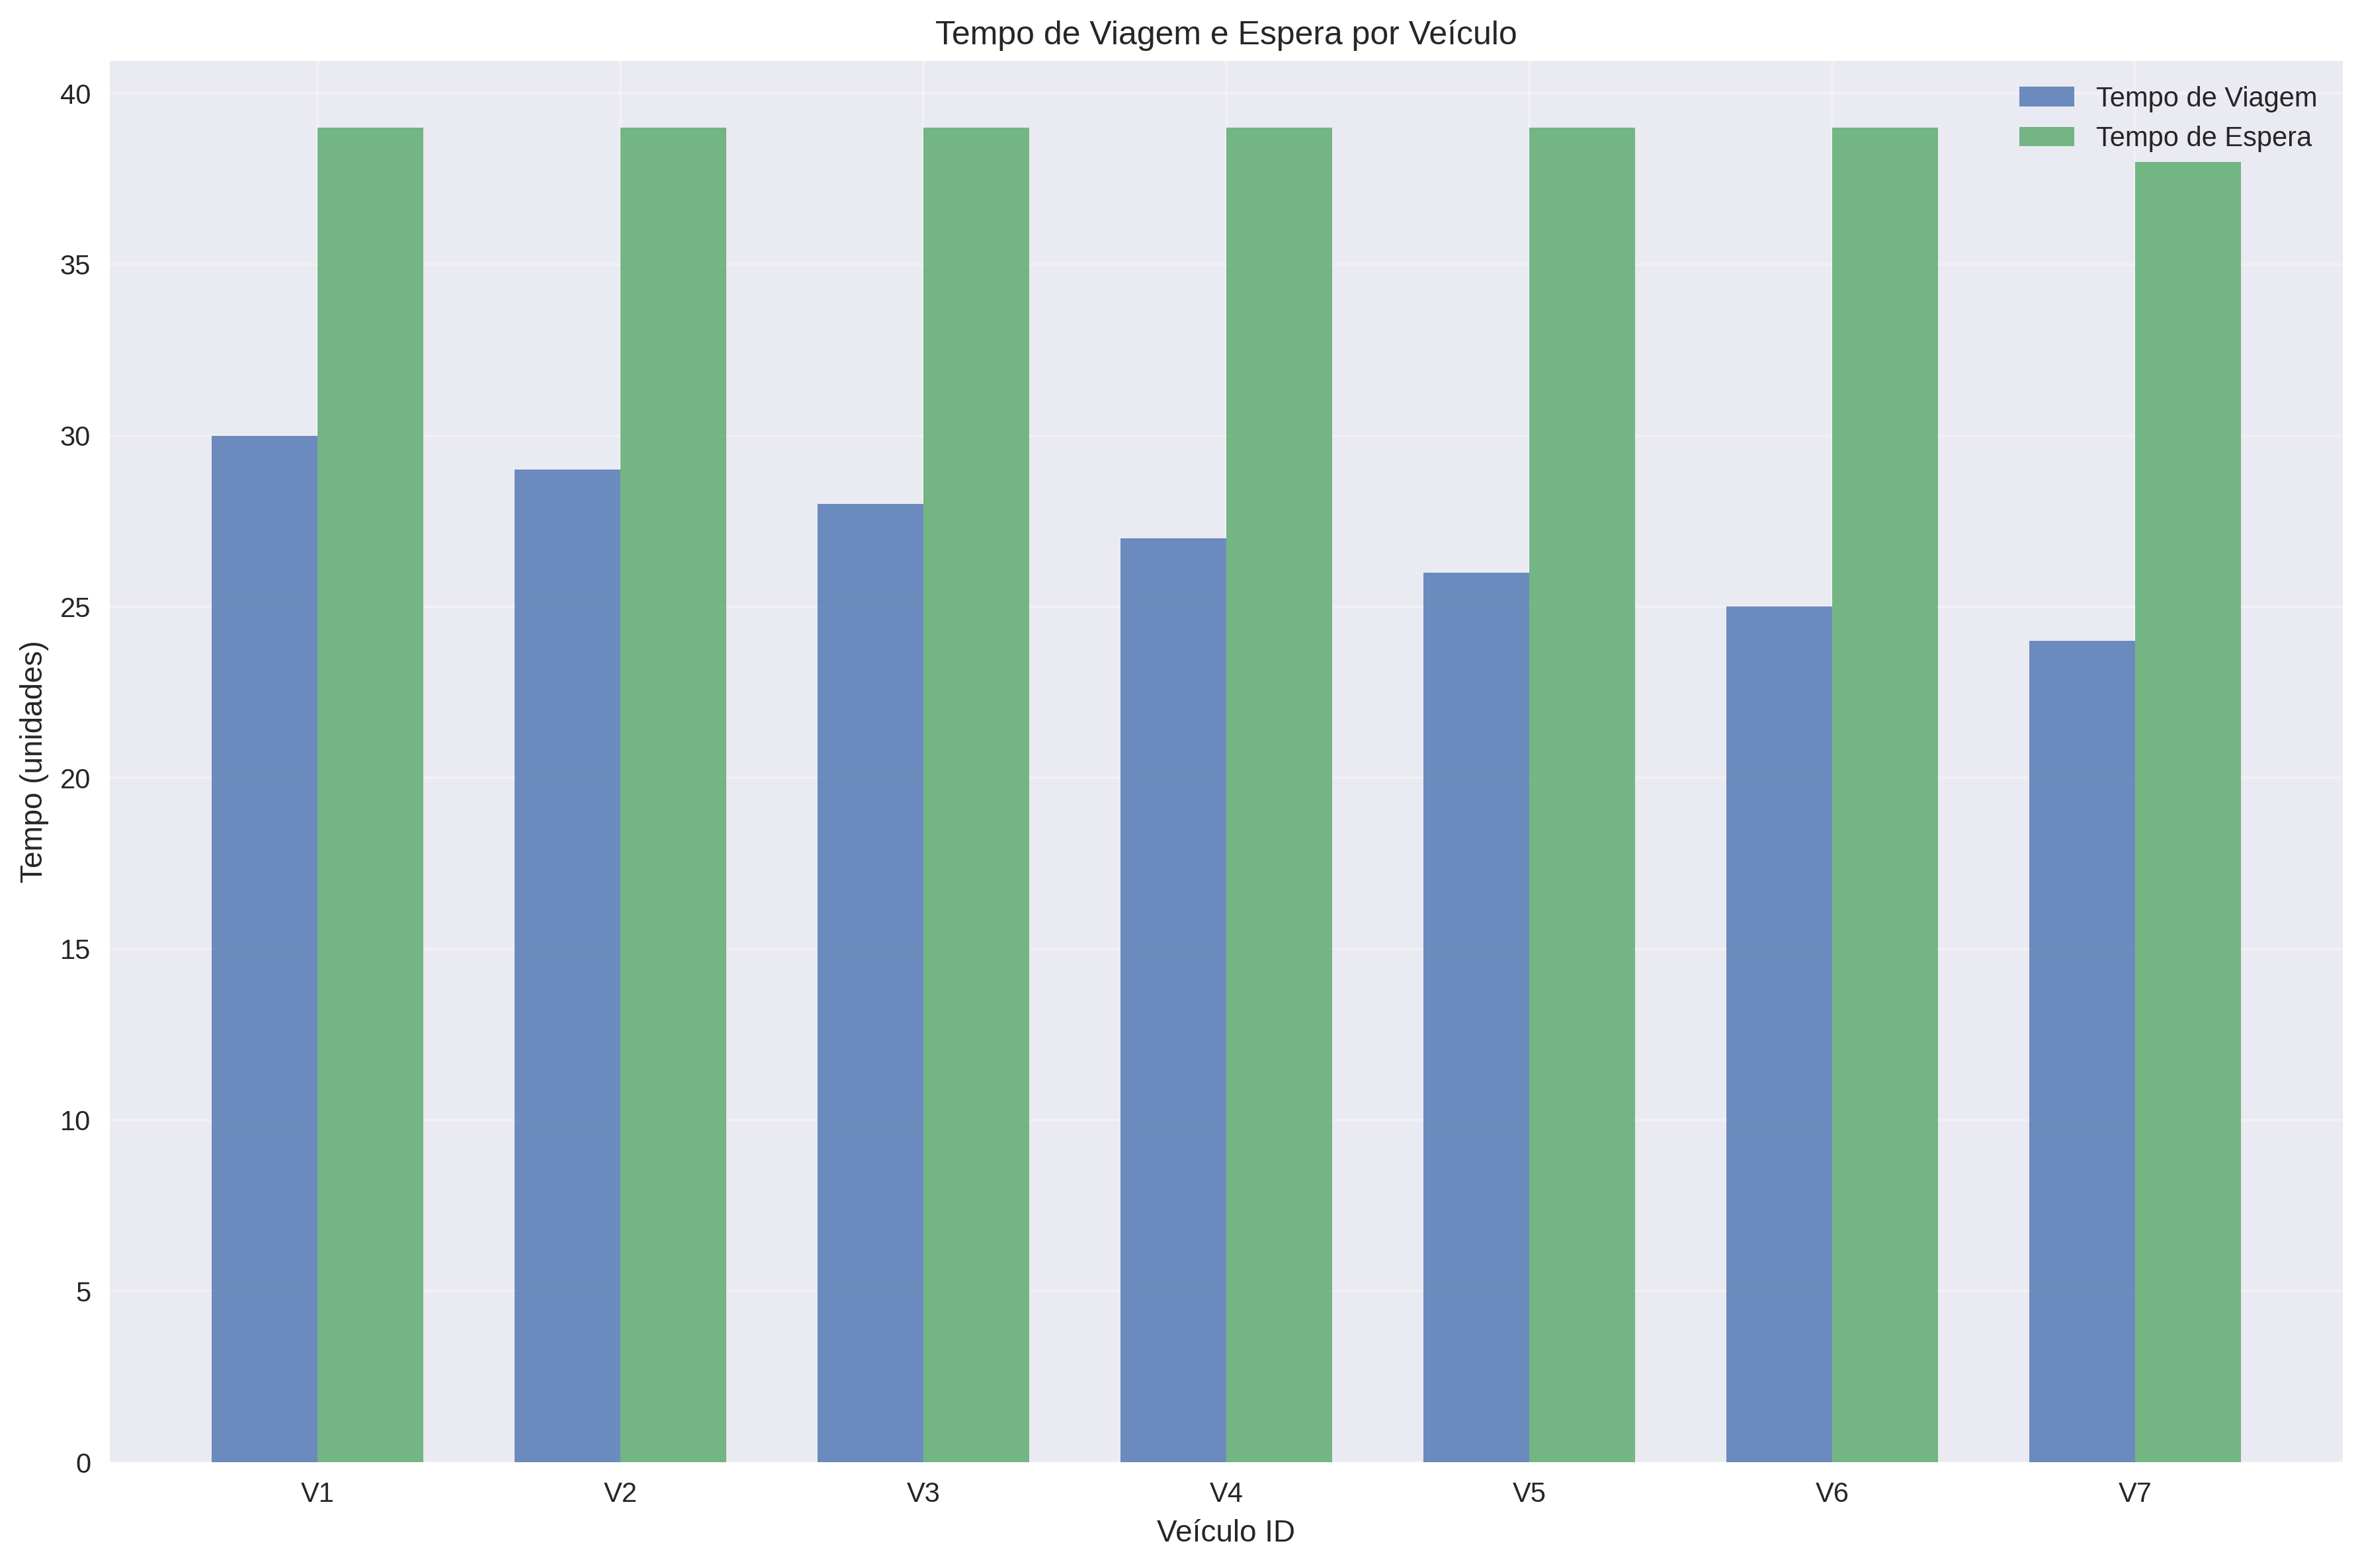 Tempo de Viagem e Espera por Veículo
Tempo de Viagem
Tempo de Espera
Tempo (unidades)
40
35
30
25
20
15
10
5
0
V1 V2 V3 V4 V5 V6 V7
Veículo ID